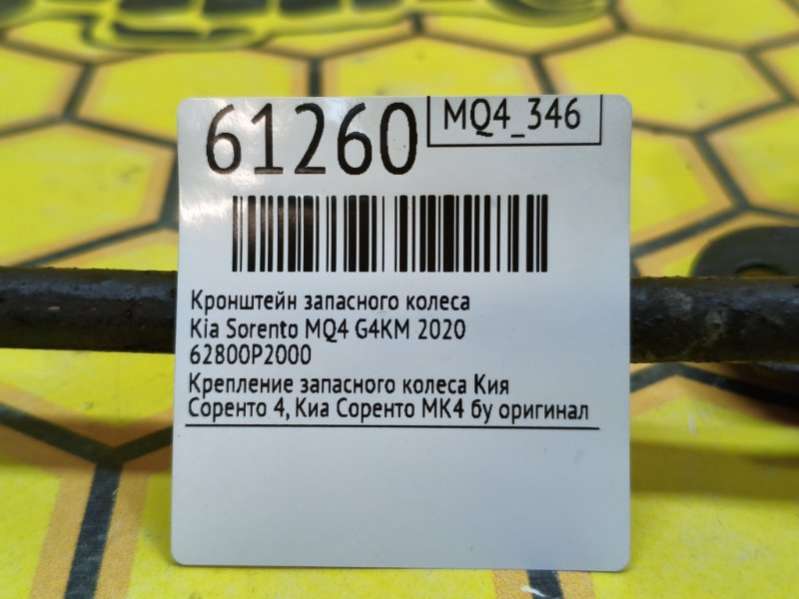 61260
MQ4_346
Кронштейн запасного колеса
Kia Sorento MQ4 G4KM 2020
62800P2000
Крепление запасного колеса Кия
Соренто 4, Киа Соренто МК4 бу оригинал